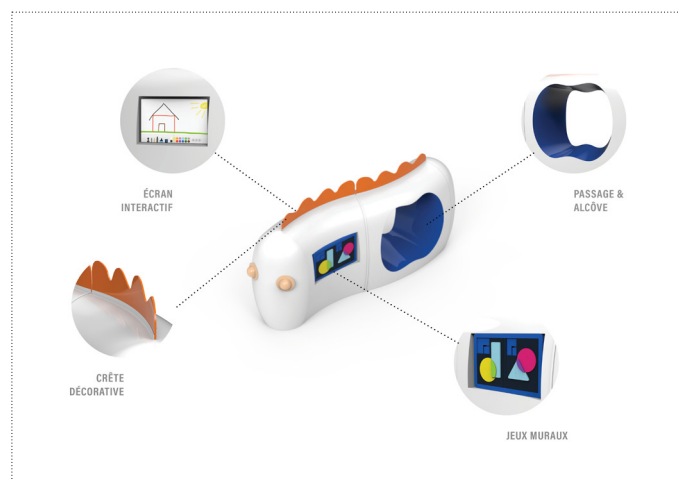 ÉCRAN
INTERACTIF
PASSAGE &
ALCÔVE
CRÊTE
DÉCORATIVE
JEUX MURAUX